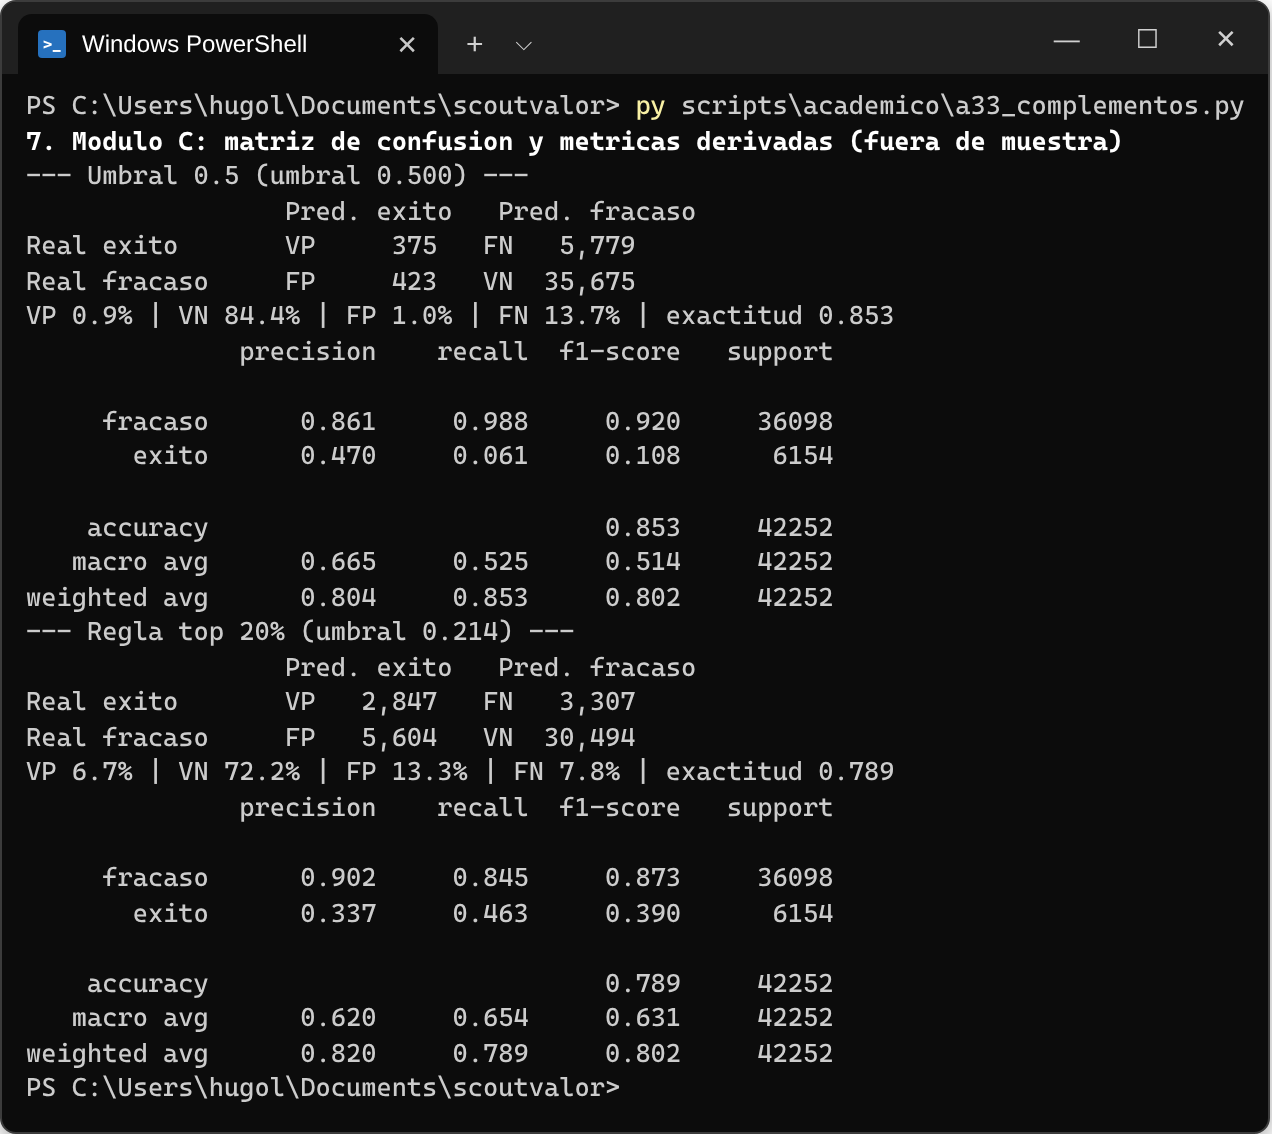 Windows PowerShell
PS C:\Users\hugol\Documents\scoutvalor> py scripts\academico\a33_complementos.py
7. Modulo C: matriz de confusion y metricas derivadas (fuera de muestra)
--- Umbral 0.5 (umbral 0.500) ---
Pred. exito   Pred. fracaso
Real exito       VP     375   FN   5,779
Real fracaso     FP     423   VN  35,675
VP 0.9% | VN 84.4% | FP 1.0% | FN 13.7% | exactitud 0.853
precision    recall  f1-score   support
fracaso      0.861     0.988     0.920     36098
exito      0.470     0.061     0.108      6154
accuracy                          0.853     42252
macro avg      0.665     0.525     0.514     42252
weighted avg      0.804     0.853     0.802     42252
--- Regla top 20% (umbral 0.214) ---
Pred. exito   Pred. fracaso
Real exito       VP   2,847   FN   3,307
Real fracaso     FP   5,604   VN  30,494
VP 6.7% | VN 72.2% | FP 13.3% | FN 7.8% | exactitud 0.789
precision    recall  f1-score   support
fracaso      0.902     0.845     0.873     36098
exito      0.337     0.463     0.390      6154
accuracy                          0.789     42252
macro avg      0.620     0.654     0.631     42252
weighted avg      0.820     0.789     0.802     42252
PS C:\Users\hugol\Documents\scoutvalor>